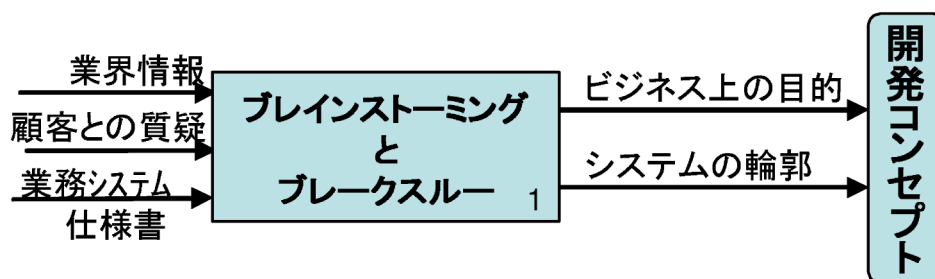 業界情報
顧客との質疑
業務システム
仕様書
ブレインストーミング
と
ブレークスルー
1
ビジネス上の目的
システムの輪郭
開発コンセプト